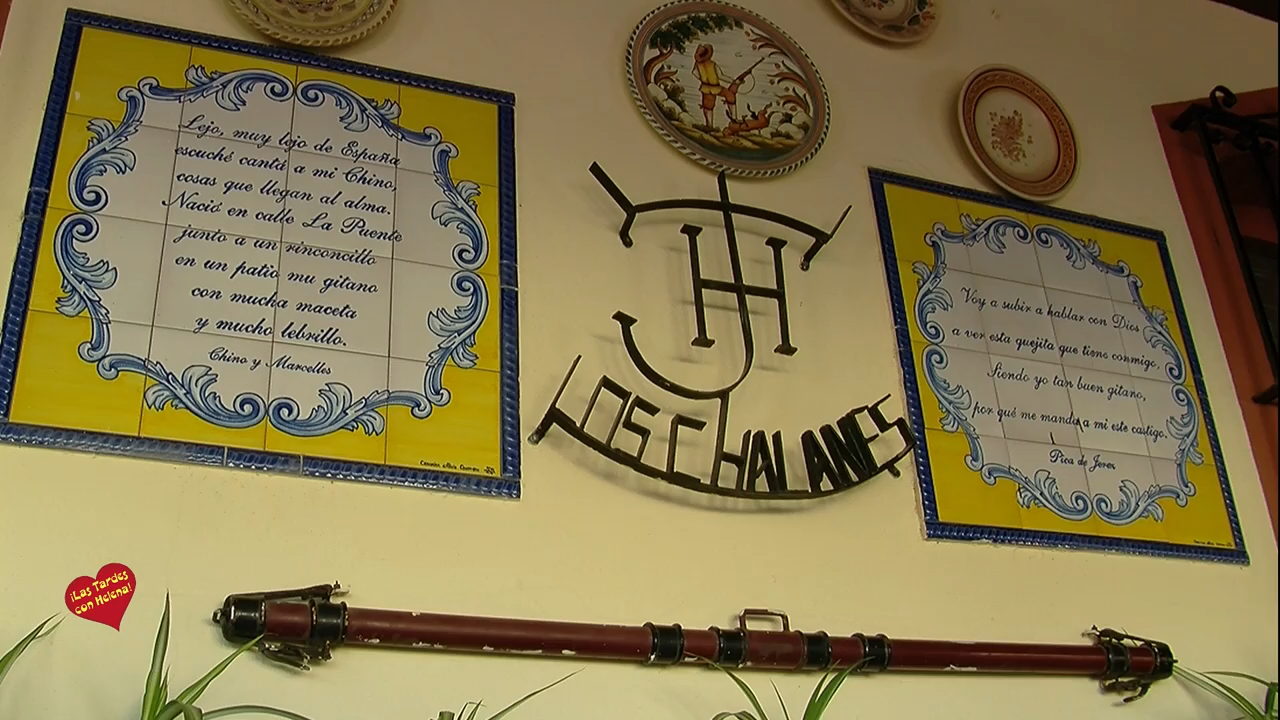 Lejo, muy lejo de España
escuché cantá a mi Chino,
cosas que llegan al alma.
Nació en calle La Puente
junto a un rinconcillo
en un patio mu gitano
con mucha maceta
y mucho lebrillo.
Chino y Marcelles
JH
LOS CHALANES
Voy a subir a hablar con Dios
a ver esta quejita que tiene conmigo,
Siendo yo tan buen gitano,
por qué me manda a mi este castigo.
Pica de Jerez
¡Las Tardes
con Helena!